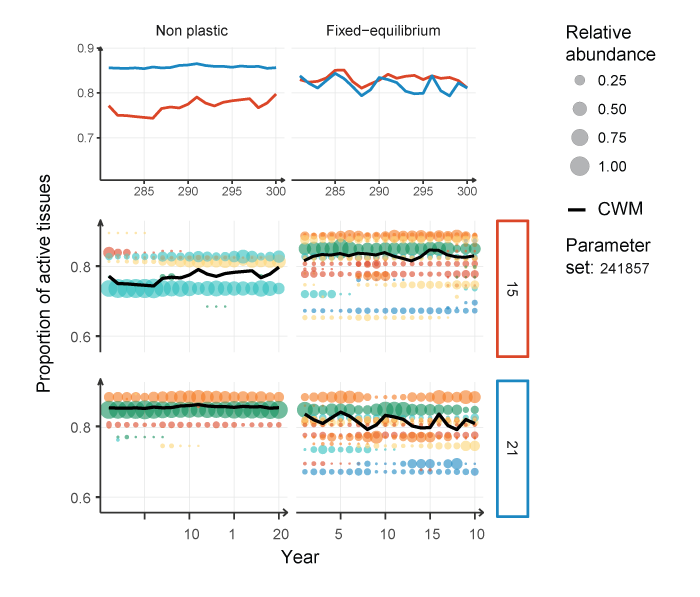 Non plastic
Fixed−equilibrium
0.9
0.8
0.7
285 290 295 300
285 290 295 300
Proportion of active tissues
0.8
0.6
15
0.8
0.6
21
10 1 20
5 10 15 10
Year
Relative
abundance
0.25
0.50
0.75
1.00
CWM
Parameter
set: 241857